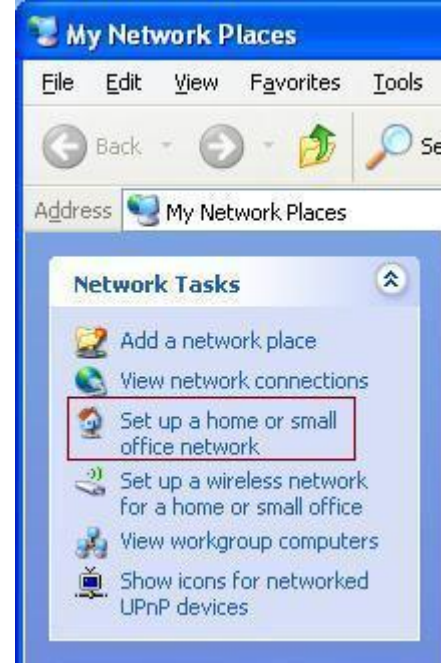 My Network Places
File Edit View Favorites Tools
Back
Address My Network Places
Network Tasks
Add a network place
View network connections
Set up a home or small
office network
Set up a wireless network
for a home or small office
View workgroup computers
Show icons for networked
UPnP devices